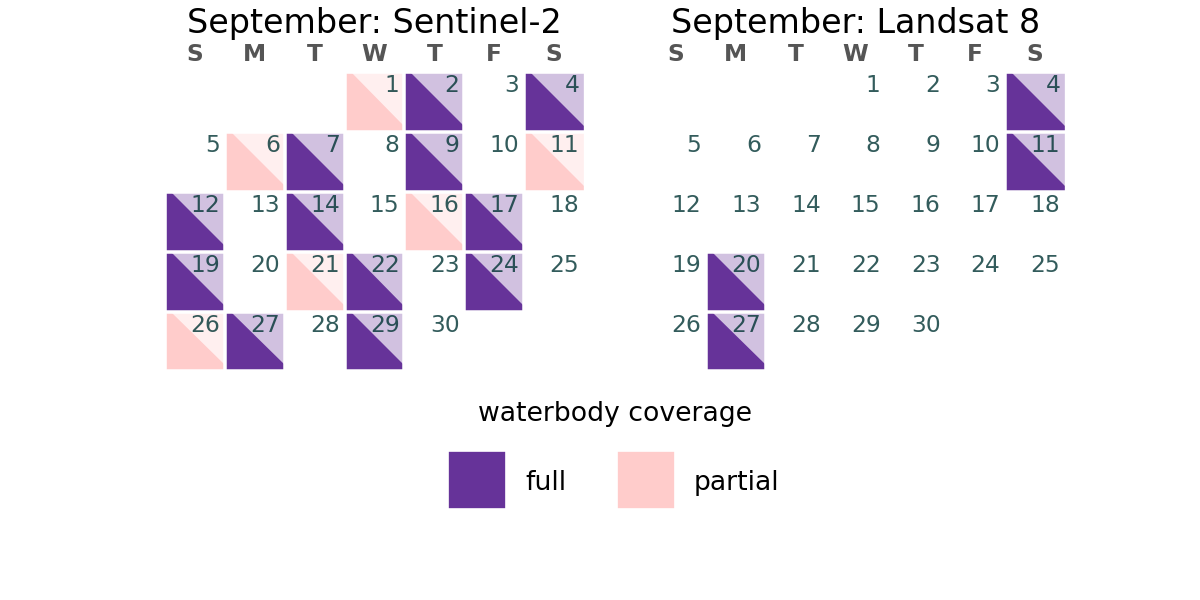 September: Sentinel-2
S M T W T F S
1 2 3 4
5 6 7 8 9 10 11
12 13 14 15 16 17 18
19 20 21 22 23 24 25
26 27 28 29 30
September: Landsat 8
S M T W T F S
1 2 3 4
5 6 7 8 9 10 11
12 13 14 15 16 17 18
19 20 21 22 23 24 25
26 27 28 29 30
waterbody coverage
full
partial